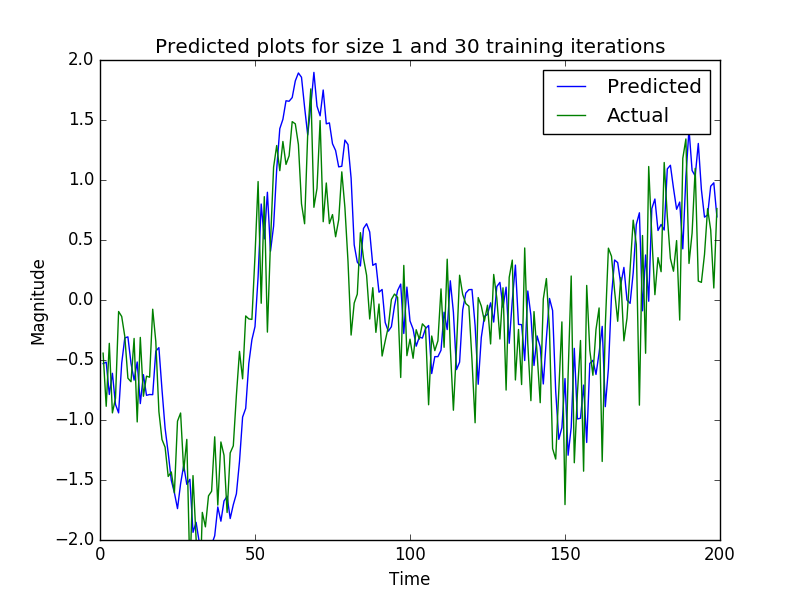 Predicted plots for size 1 and 30 training iterations
2.0
1.5
1.0
0.5
0.0
−0.5
−1.0
−1.5
−2.0
Magnitude
Predicted
Actual
0 50 100 150 200
Time